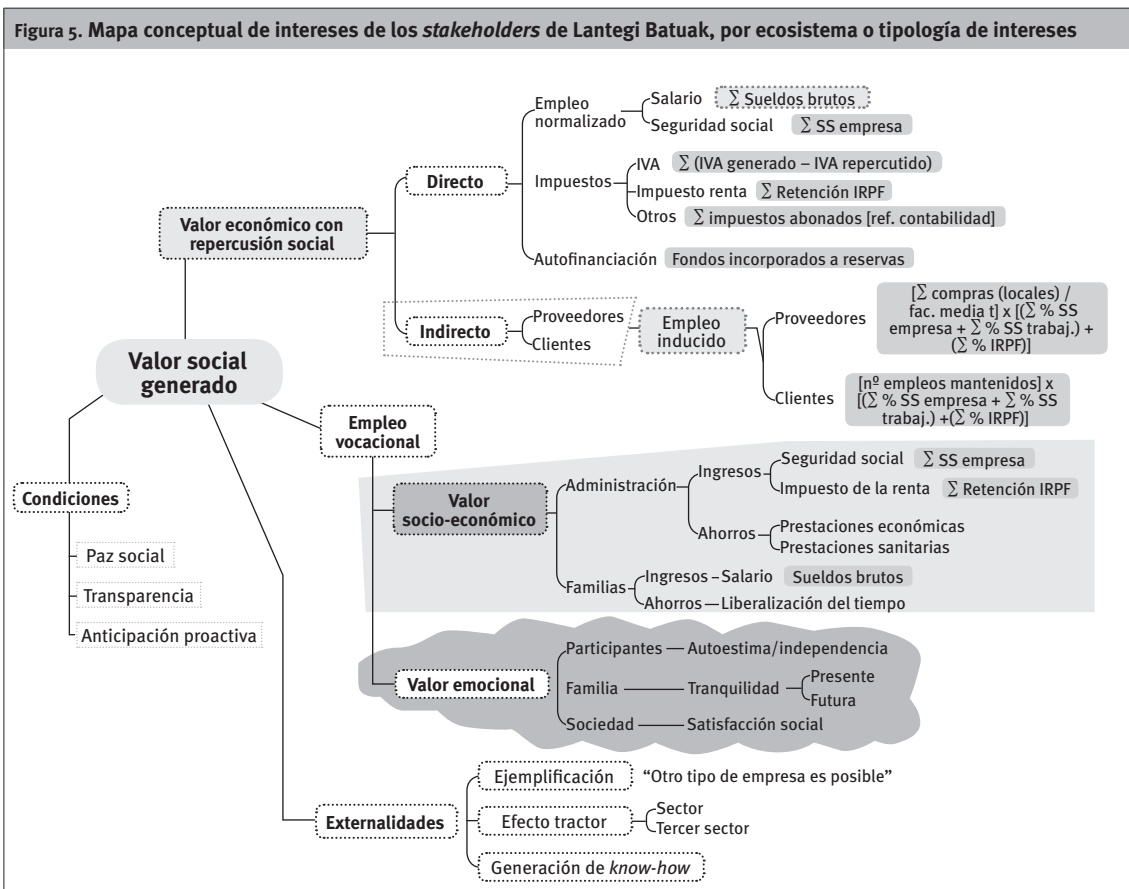 Figura 5. Mapa conceptual de intereses de los stakeholders de Lantegi Batuak, por ecosistema o tipología de intereses
Valor social
generado
Valor económico con
repercusión social
Directo
Empleo
normalizado
Salario
∑ Sueldos brutos
Seguridad social
∑ SS empresa
Impuestos
IVA
∑ (IVA generado – IVA repercutido)
Impuesto renta
∑ Retención IRPF
Otros
∑ impuestos abonados [ref. contabilidad]
Autofinanciación
Fondos incorporados a reservas
Indirecto
Proveedores
Clientes
Empleo
inducido
Proveedores
[∑ compras (locales) /
fac. media t] x [(∑ % SS
empresa + ∑ % SS trabaj.) +
(∑ % IRPF)]
Clientes
[nº empleos mantenidos] x
[(∑ % SS empresa + ∑ % SS
trabaj.) +(∑ % IRPF)]
Empleo
vocacional
Valor
socio-económico
Administración
Ingresos
Seguridad social
∑ SS empresa
Impuesto de la renta
∑ Retención IRPF
Ahorros
Prestaciones económicas
Prestaciones sanitarias
Familias
Ingresos – Salario
Sueldos brutos
Ahorros — Liberalización del tiempo
Valor emocional
Participantes — Autoestima/independencia
Familia — Tranquilidad
Presente
Futura
Sociedad — Satisfacción social
Condiciones
Paz social
Transparencia
Anticipación proactiva
Externalidades
Ejemplificación
“Otro tipo de empresa es posible”
Efecto tractor
Sector
Tercer sector
Generación de know-how